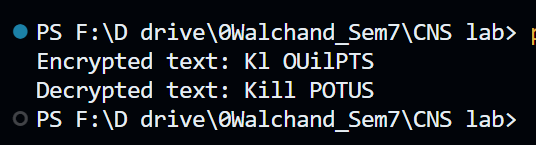 PS F:\D drive\0Walchand_Sem7\CNS lab>
Encrypted text: Kl OUilPTS
Decrypted text: Kill POTUS
PS F:\D drive\0Walchand_Sem7\CNS lab>